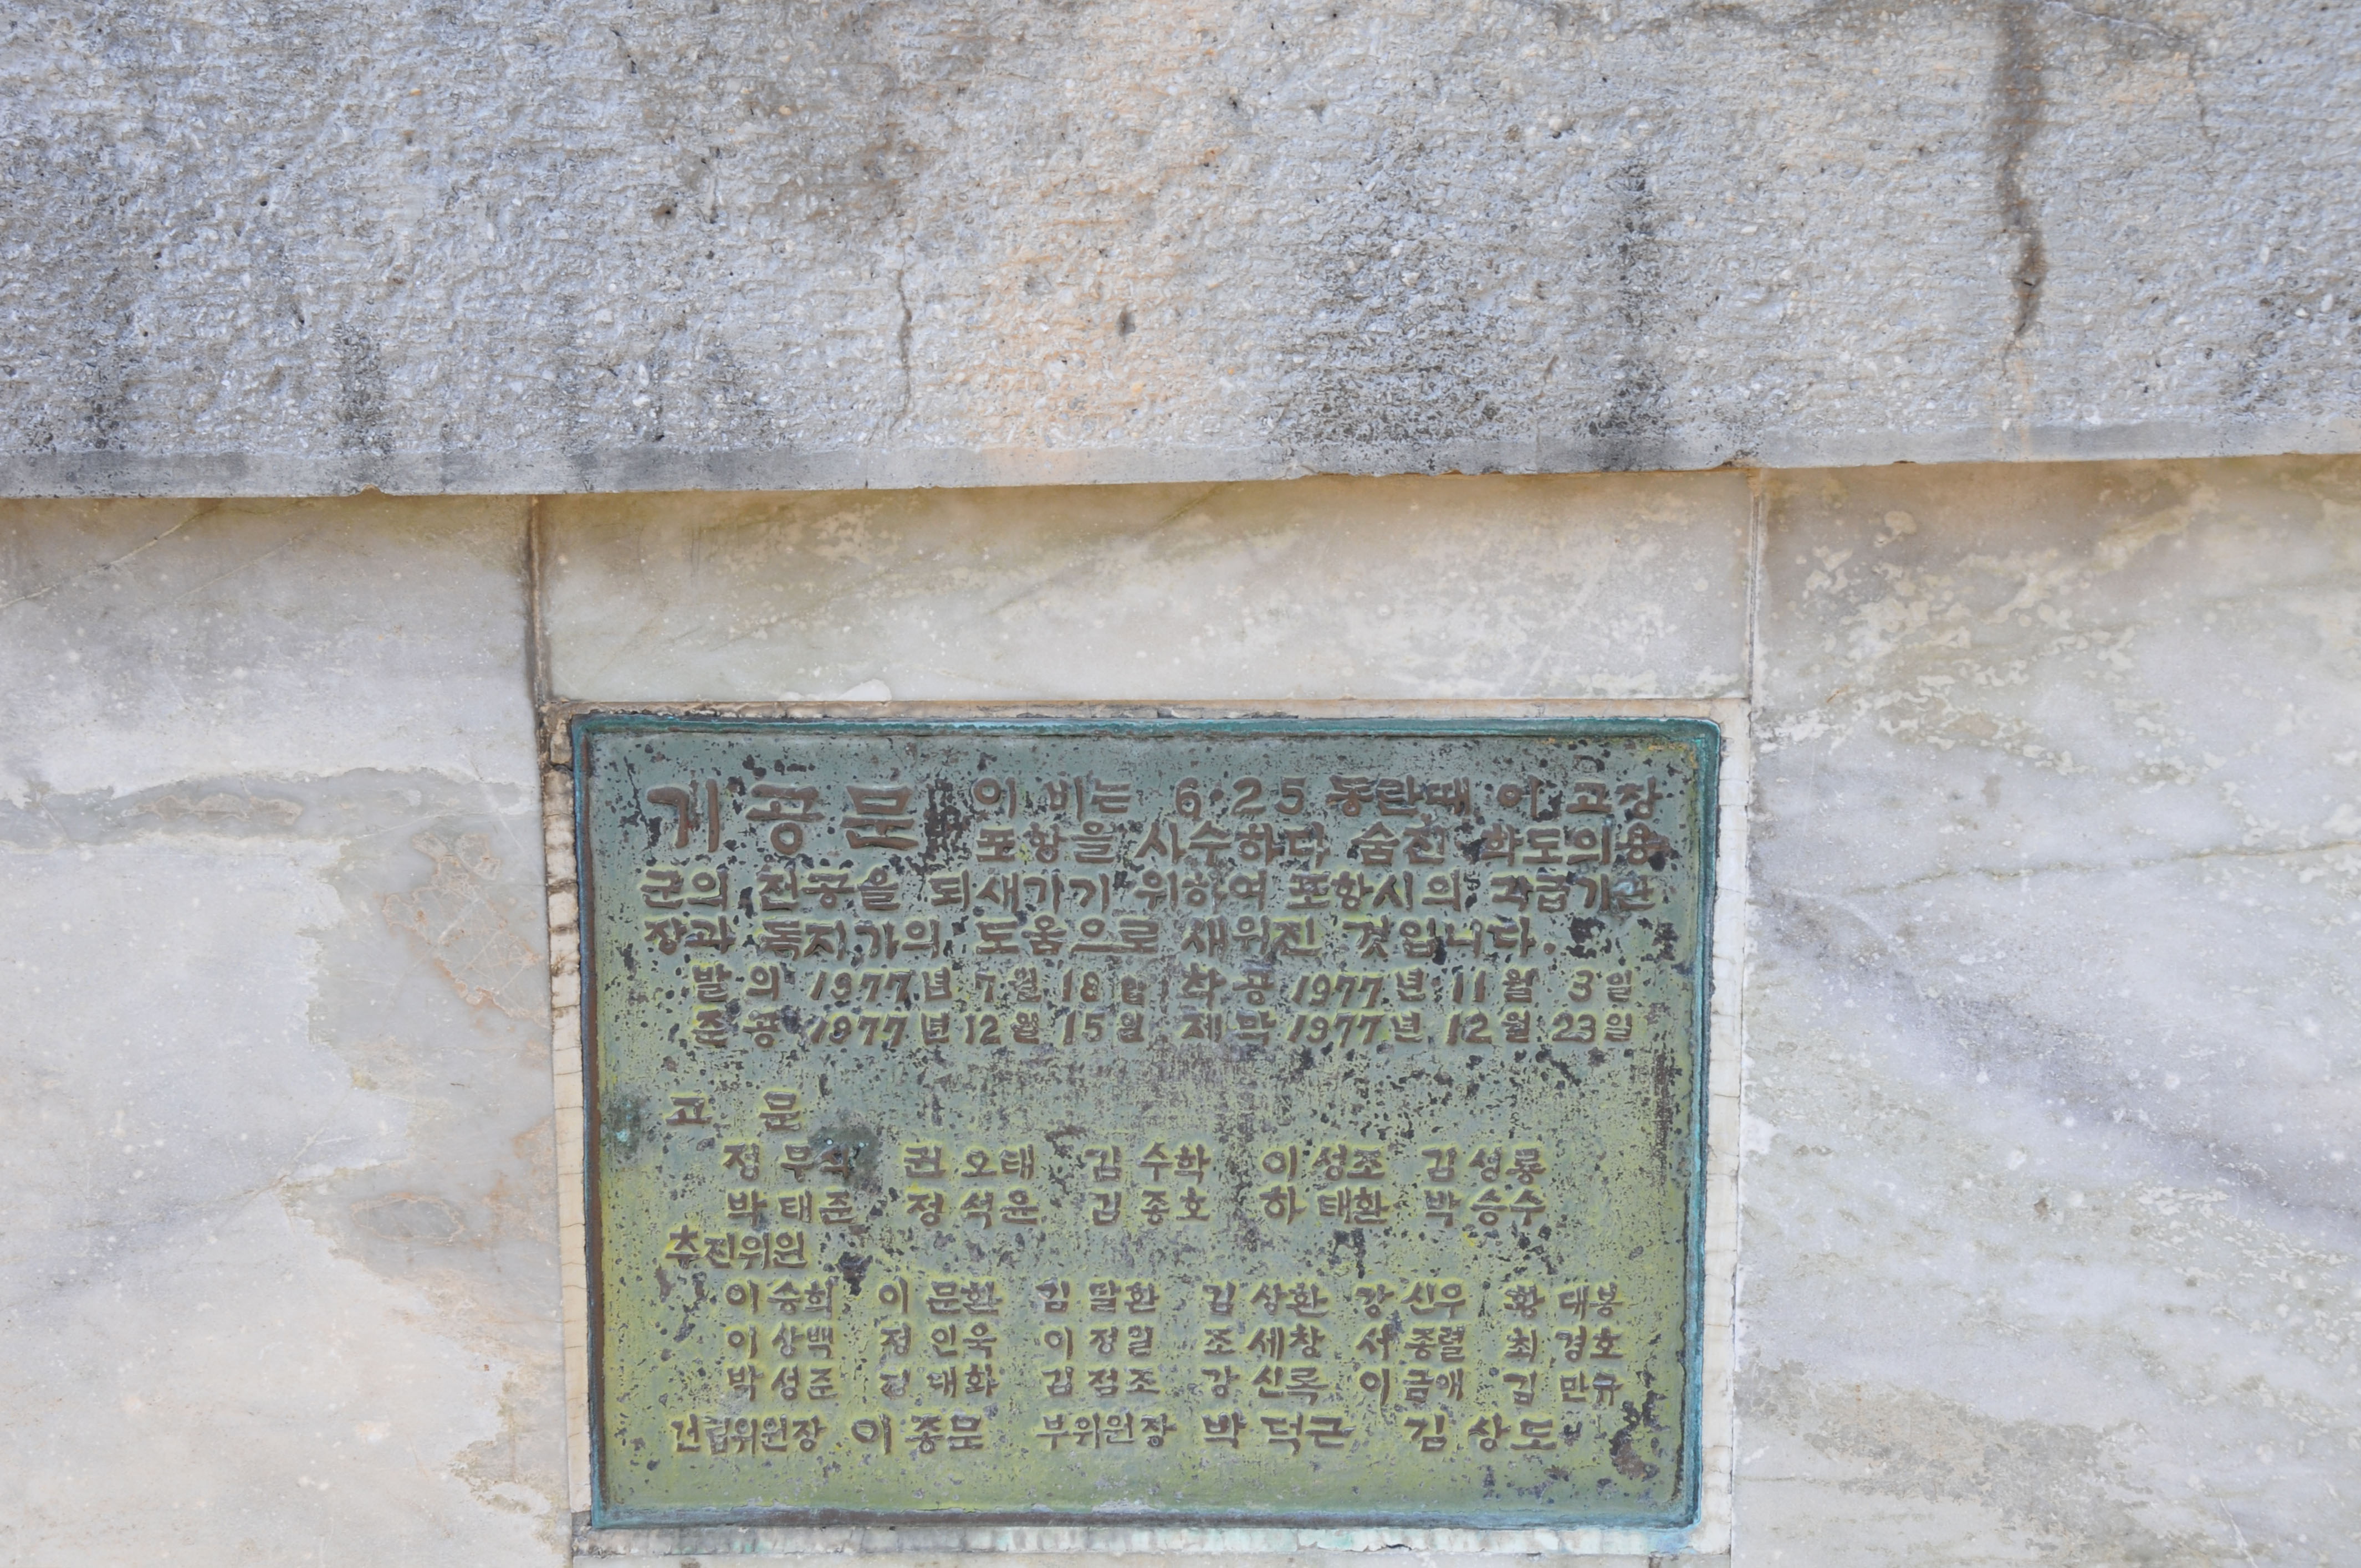 기공문 이 비는 6·25 동란때 이 고장
포항을 사수하다 숨진 학도의용
군의 전공을 되새기기 위하여 포항시의 각급기관
장과 독지가의 도움으로 세워진 것입니다.
발의 1977년 7월 18일 착공 1977년 11월 3일
준공 1977년 12월 15일 제막 1977년 12월 23일
고 문
정무식 권오태 김수학 이성조 김성룡
박태준 정석윤 김종호 하태환 박승수
추진위원
이승희 이문환 김달환 김상환 강신우 황대봉
이상백 정인욱 이정일 조세창 서종렬 최경호
박성준 김대화 김점조 강신록 이금애 김만규
건립위원장 이종문 부위원장 박덕근 김상도